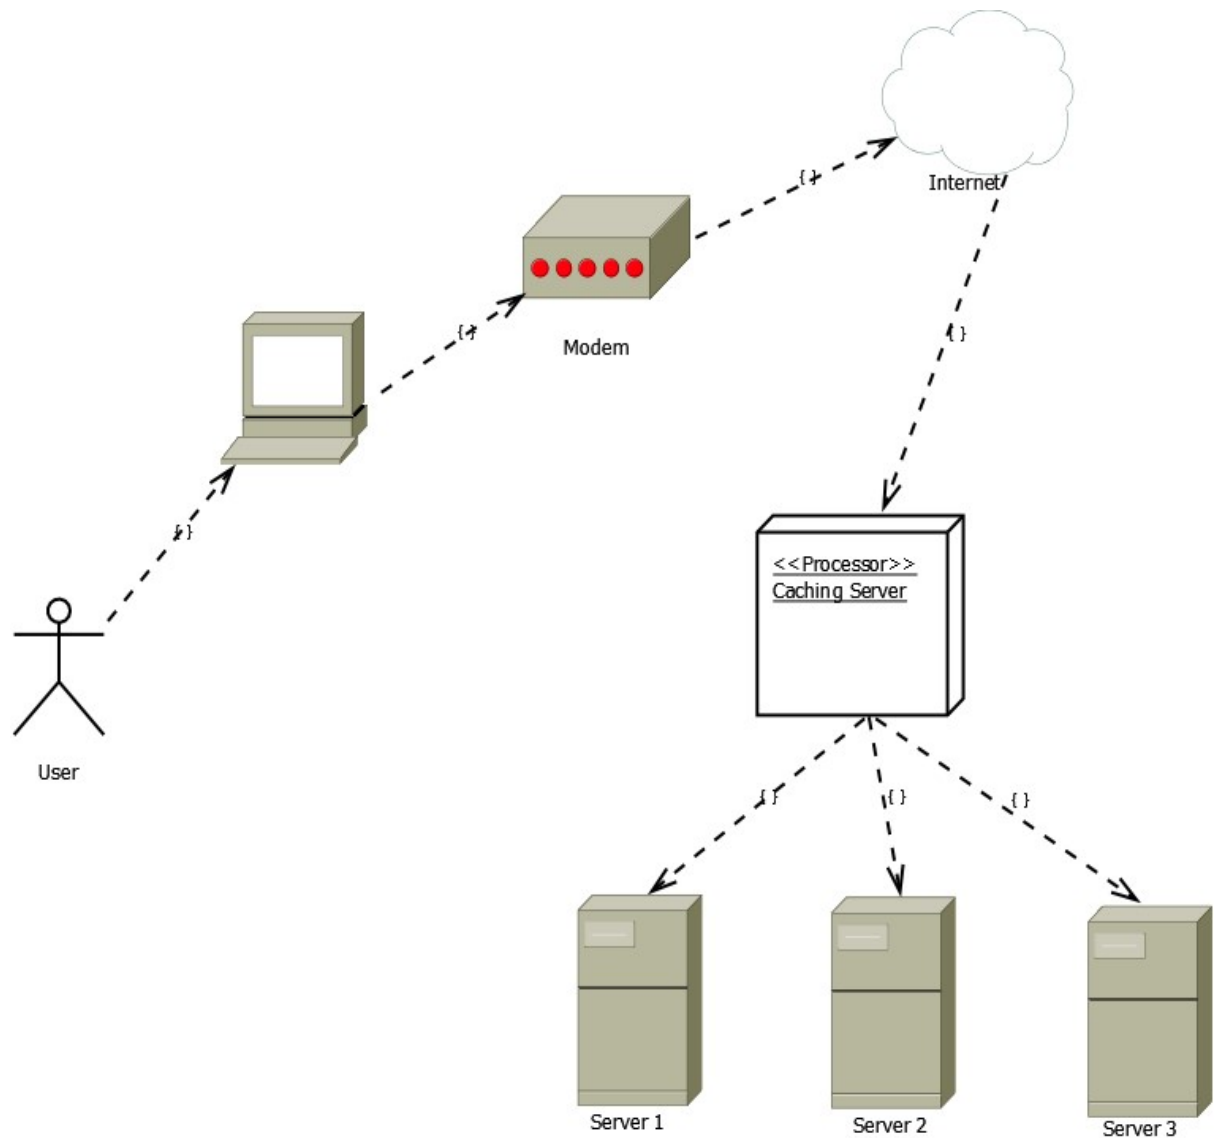 Internet
{ }
{ }
Modem
{ }
{ }
<<Processor>>
Caching Server
User
{ }
{ }
{ }
Server 1
Server 2
Server 3